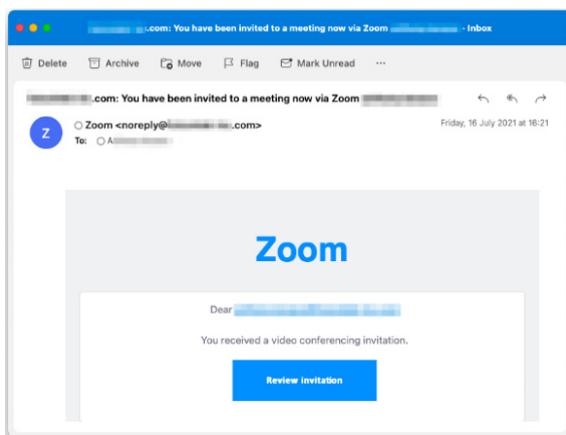 .com: You have been invited to a meeting now via Zoom - Inbox
Delete Archive Move Flag Mark Unread ...
.com: You have been invited to a meeting now via Zoom
Z
Zoom <noreply@ .com>
Friday, 16 July 2021 at 16:21
To: A
Zoom
Dear
You received a video conferencing invitation.
Review invitation